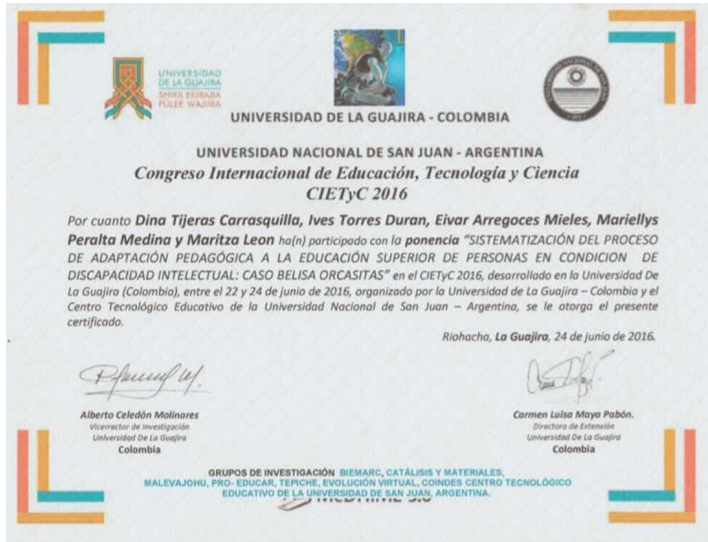 UNIVERSIDAD
DE LA GUAJIRA
SHIKII EKIRAJIA
PÜLEE WAJIIRA
UNIVERSIDAD DE LA GUAJIRA - COLOMBIA
UNIVERSIDAD NACIONAL DE SAN JUAN - ARGENTINA
Congreso Internacional de Educación, Tecnología y Ciencia
CIETyC 2016
Por cuanto Dina Tijeras Carrasquilla, Ives Torres Duran, Eivar Arregoces Mieles, Mariellys
Peralta Medina y Maritza Leon ha(n) participado con la ponencia "SISTEMATIZACIÓN DEL PROCESO
DE ADAPTACIÓN PEDAGÓGICA A LA EDUCACIÓN SUPERIOR DE PERSONAS EN CONDICION DE
DISCAPACIDAD INTELECTUAL: CASO BELISA ORCASITAS" en el CIETyC 2016, desarrollado en la Universidad De
La Guajira (Colombia), entre el 22 y 24 de junio de 2016, organizado por la Universidad de La Guajira – Colombia y el
Centro Tecnológico Educativo de la Universidad Nacional de San Juan – Argentina, se le otorga el presente
certificado.
Riohacha, La Guajira, 24 de junio de 2016.
Alberto Celedón Molinares
Vicerrector de Investigación
Universidad De La Guajira
Colombia
Carmen Luisa Maya Pabón.
Directora de Extensión
Universidad De La Guajira
Colombia
GRUPOS DE INVESTIGACIÓN BIEMARC, CATÁLISIS Y MATERIALES,
MALEVAJOHU, PRO- EDUCAR, TEPICHE, EVOLUCIÓN VIRTUAL, COINDES CENTRO TECNOLÓGICO
EDUCATIVO DE LA UNIVERSIDAD DE SAN JUAN, ARGENTINA.